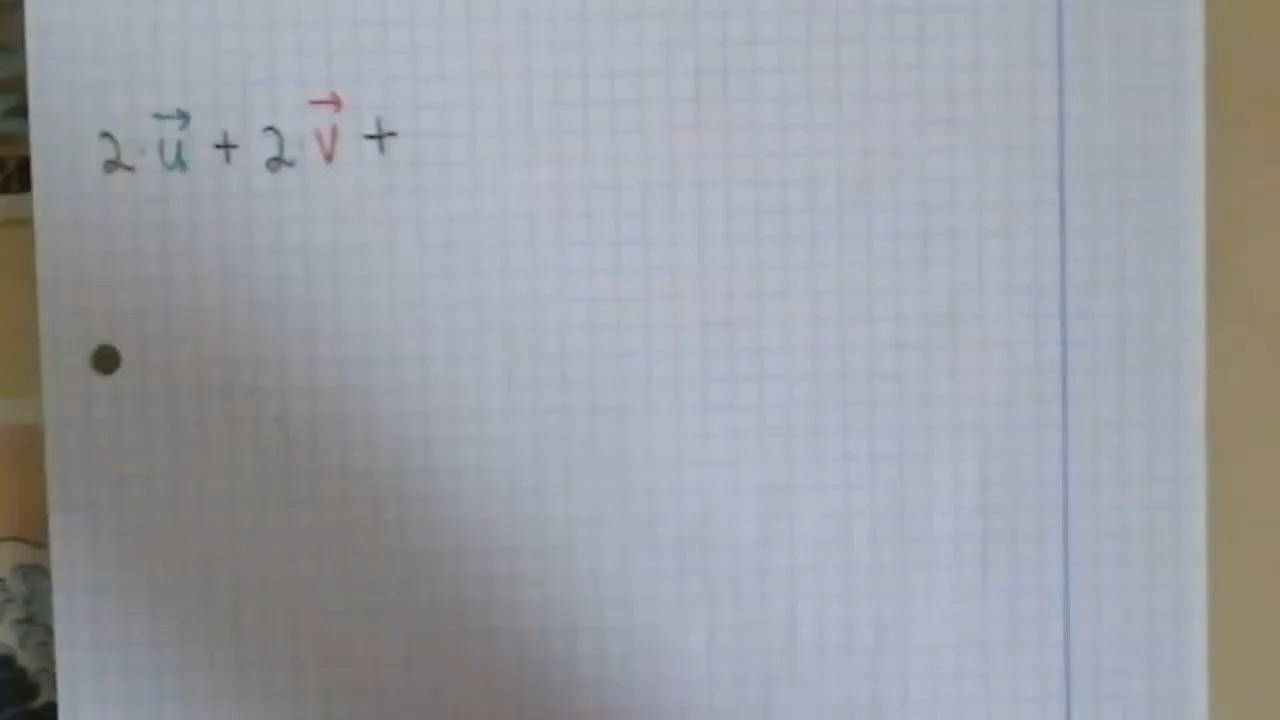 2·u⃗ + 2 v⃗ +